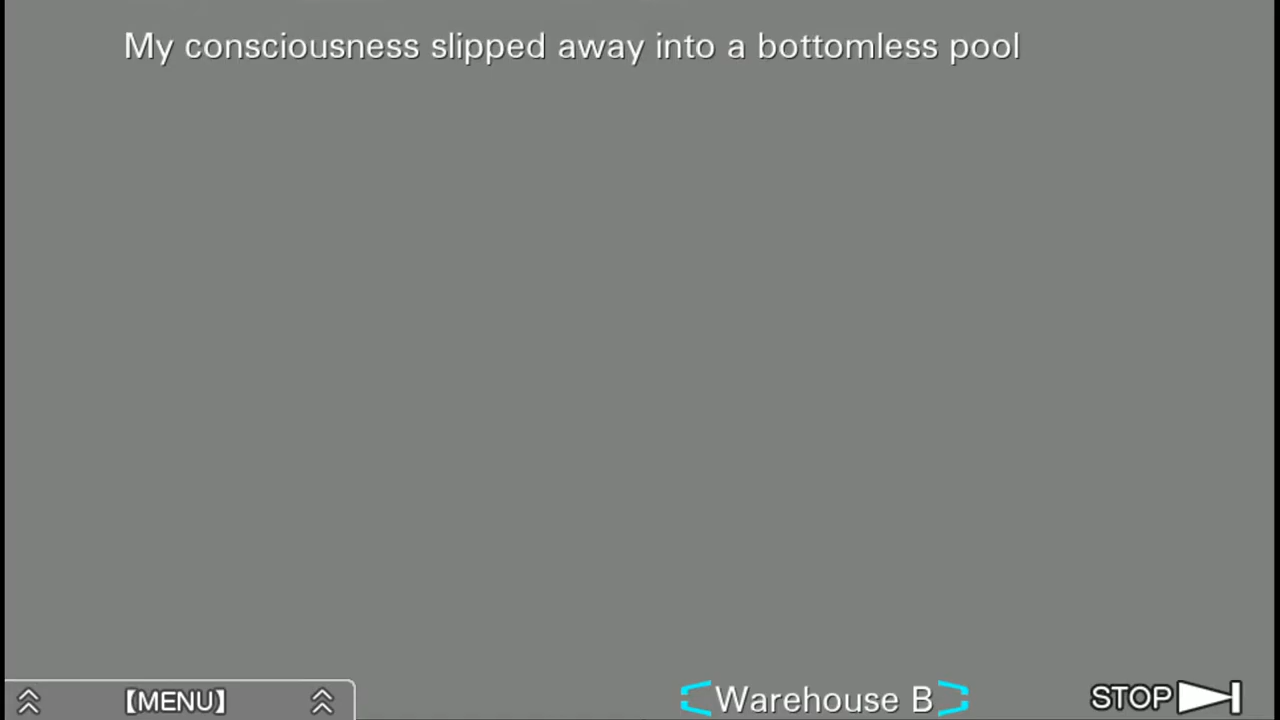 My consciousness slipped away into a bottomless pool
【MENU】
Warehouse B
STOP